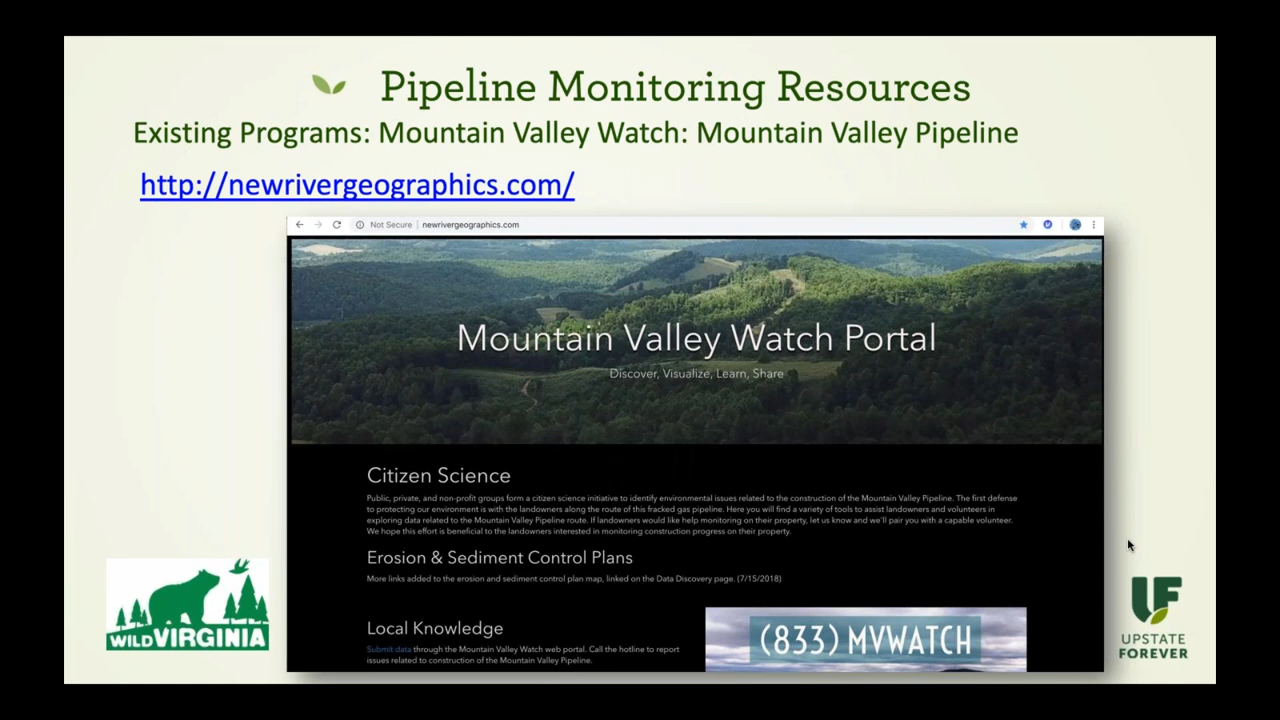 Pipeline Monitoring Resources
Existing Programs: Mountain Valley Watch: Mountain Valley Pipeline
http://newrivergeographics.com/
Not Secure | newrivergeographics.com
Mountain Valley Watch Portal
Discover, Visualize, Learn, Share
Citizen Science
Public, private, and non-profit groups form a citizen science initiative to identify environmental issues related to the construction of the Mountain Valley Pipeline. The first defense
to protecting our environment is with the landowners along the route of this fracked gas pipeline. Here you will find a variety of tools to assist landowners and volunteers in
exploring data related to the Mountain Valley Pipeline route. If landowners would like help monitoring on their property, let us know and we'll pair you with a capable volunteer.
We hope this effort is beneficial to the landowners interested in monitoring construction progress on their property.
Erosion & Sediment Control Plans
More links added to the erosion and sediment control plan map, linked on the Data Discovery page. (7/15/2018)
Local Knowledge
Submit data through the Mountain Valley Watch web portal. Call the hotline to report
issues related to construction of the Mountain Valley Pipeline.
(833) MVWATCH
WILD VIRGINIA
UF
UPSTATE
FOREVER